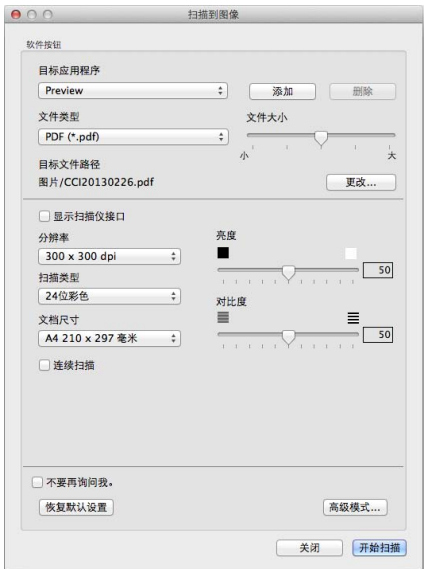 扫描到图像
软件按钮
目标应用程序
Preview 添加 删除
文件类型 文件大小
PDF (*.pdf)
小 大
目标文件路径
图片/CCI20130226.pdf 更改...
显示扫描仪接口
分辨率 亮度
300 x 300 dpi 50
扫描类型
24位彩色 对比度
文档尺寸
A4 210 x 297 毫米 50
连续扫描
不要再询问我。
恢复默认设置 高级模式...
关闭 开始扫描